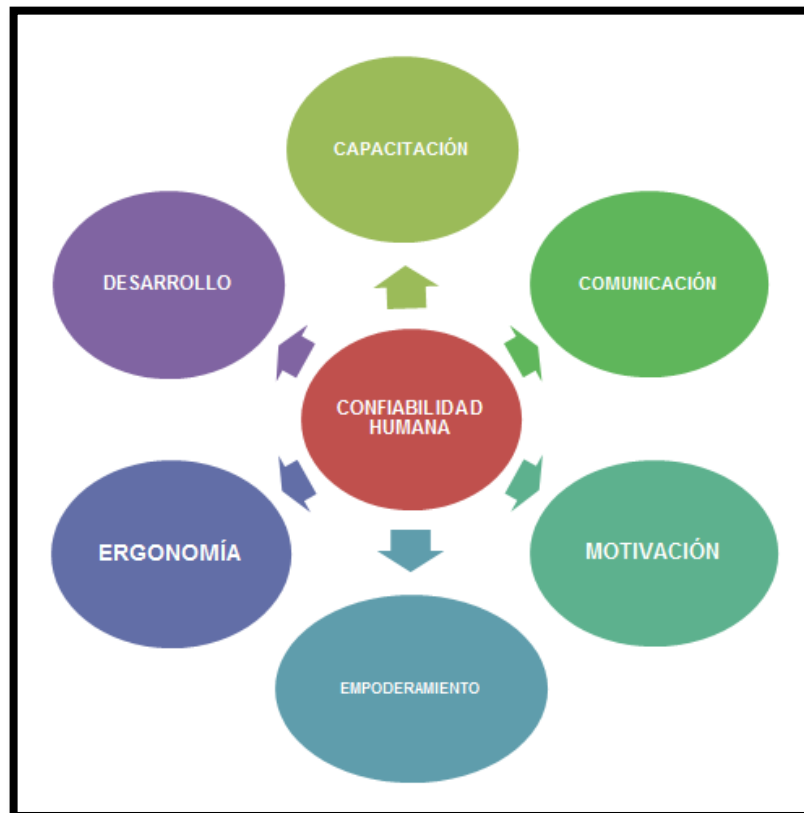 CAPACITACIÓN
DESARROLLO
COMUNICACIÓN
CONFIABILIDAD
HUMANA
ERGONOMÍA
MOTIVACIÓN
EMPODERAMIENTO